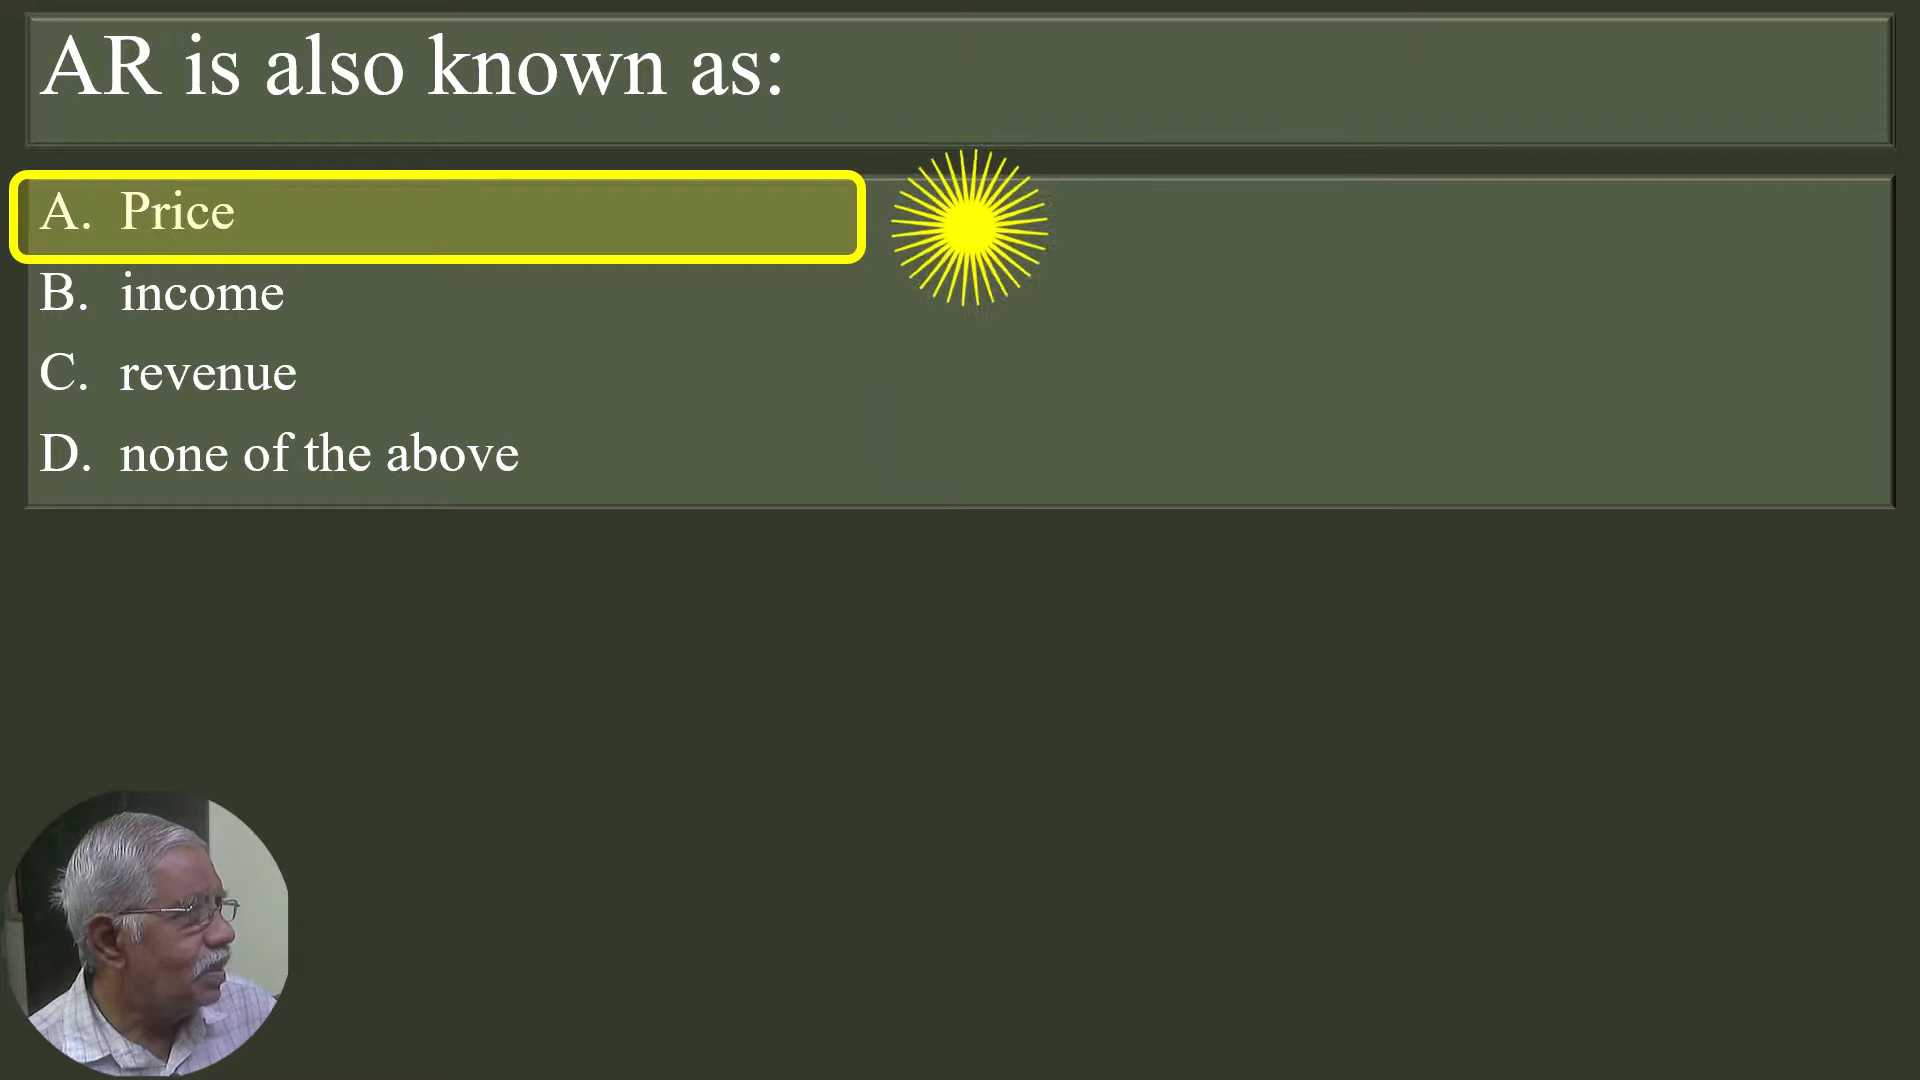 AR is also known as:
A. Price
B. income
C. revenue
D. none of the above